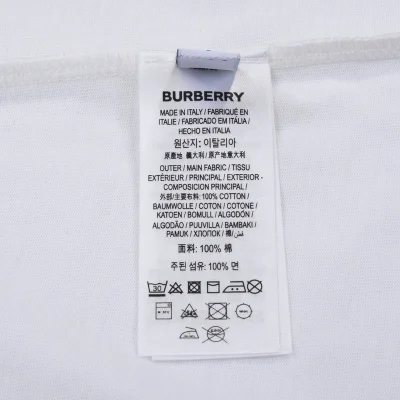 BURBERRY
MADE IN ITALY / FABRIQUÉ EN
ITALIE / FABRICADO EM ITÁLIA /
HECHO EN ITALIA
원산지: 이탈리아
原產地 義大利 / 原产地意大利
OUTER / MAIN FABRIC / TISSU
EXTÉRIEUR / PRINCIPAL / EXTERIOR -
COMPOSICION PRINCIPAL /
外部/主要布料: 100% COTTON /
BAUMWOLLE / COTON / COTONE /
KATOEN / BOMULL / ALGODÓN /
ALGODÃO / PUUVILLA / BAMBAKI /
PAMUK / ХЛОПОК / 棉 /
面料: 100% 棉
주된 섬유: 100% 면
30